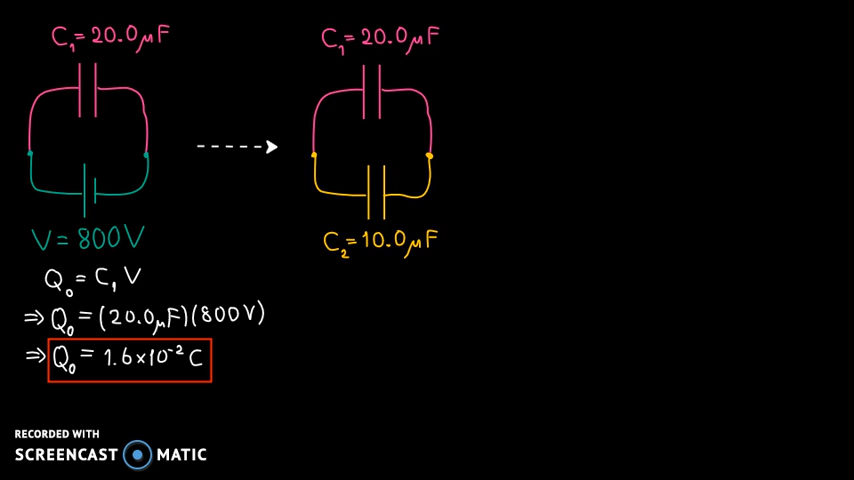 C₁=20.0μF
C₁=20.0μF
V=800V
C₂=10.0μF
Q₀ = C₁ V
⇒ Q₀ = (20.0μF)(800V)
⇒ Q₀ = 1.6×10⁻² C
RECORDED WITH
SCREENCAST MATIC